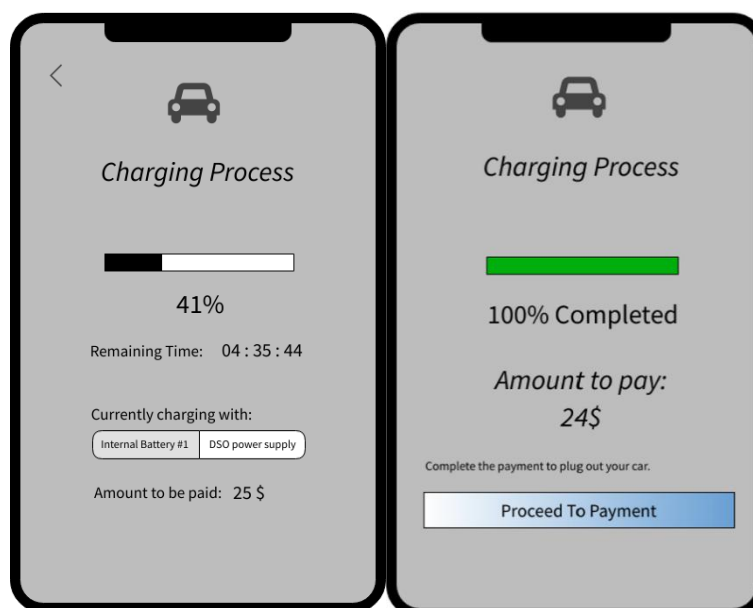 Charging Process
41%
Remaining Time: 04 : 35 : 44
Currently charging with:
Internal Battery #1 DSO power supply
Amount to be paid: 25 $
Charging Process
100% Completed
Amount to pay:
24$
Complete the payment to plug out your car.
Proceed To Payment